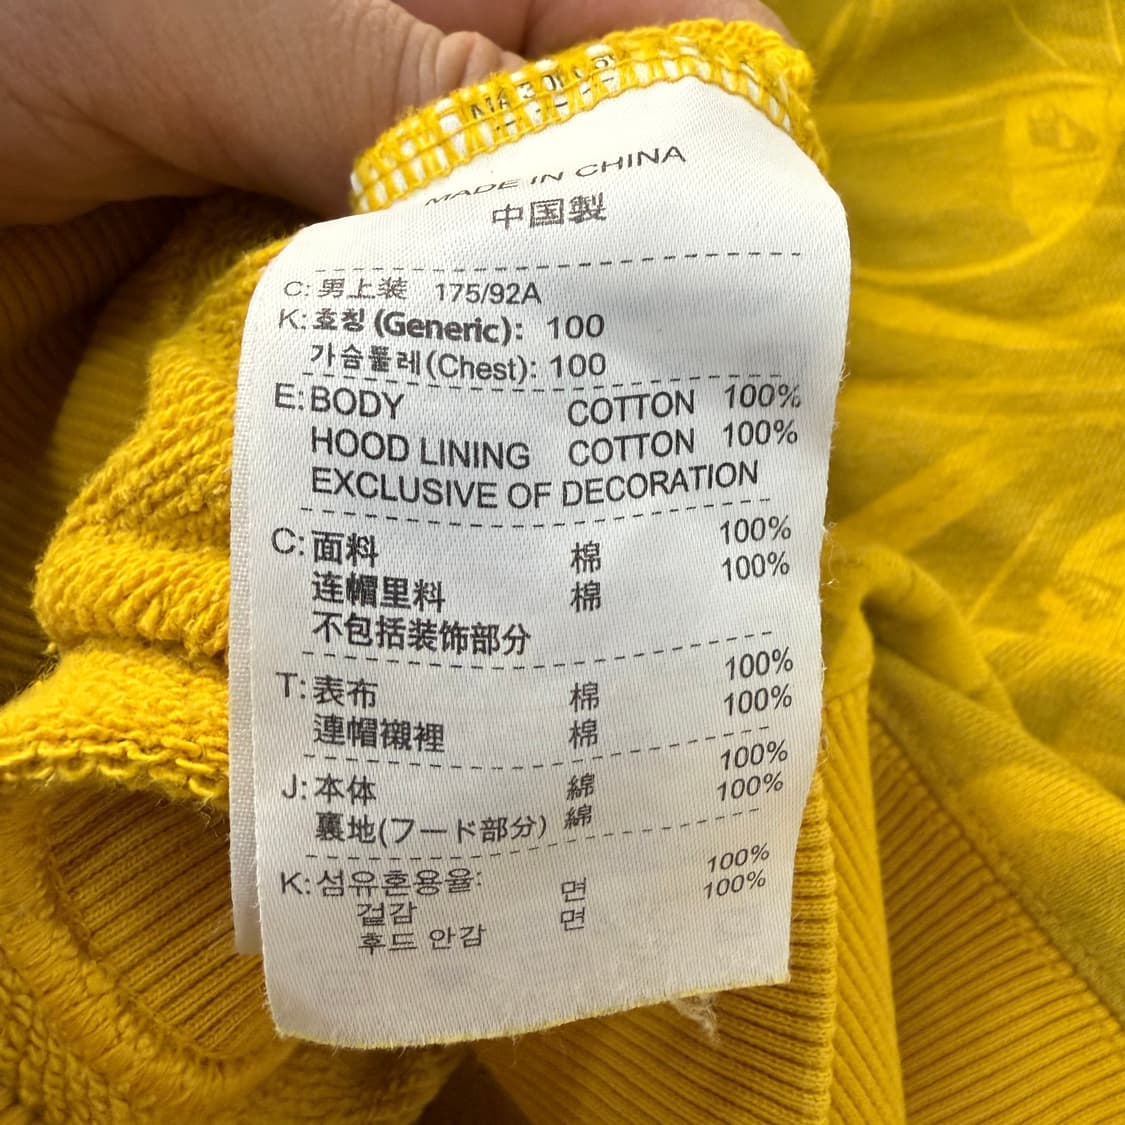 MADE IN CHINA
中国製
C: 男上装 175/92A
K: 호칭 (Generic): 100
가슴둘레(Chest): 100
E: BODY COTTON 100%
HOOD LINING COTTON 100%
EXCLUSIVE OF DECORATION
C: 面料 棉 100%
连帽里料 棉 100%
不包括装饰部分
T: 表布 棉 100%
連帽襯裡 棉 100%
J: 本体 綿 100%
裏地(フード部分) 綿 100%
K: 섬유혼용율:
겉감 면 100%
후드 안감 면 100%